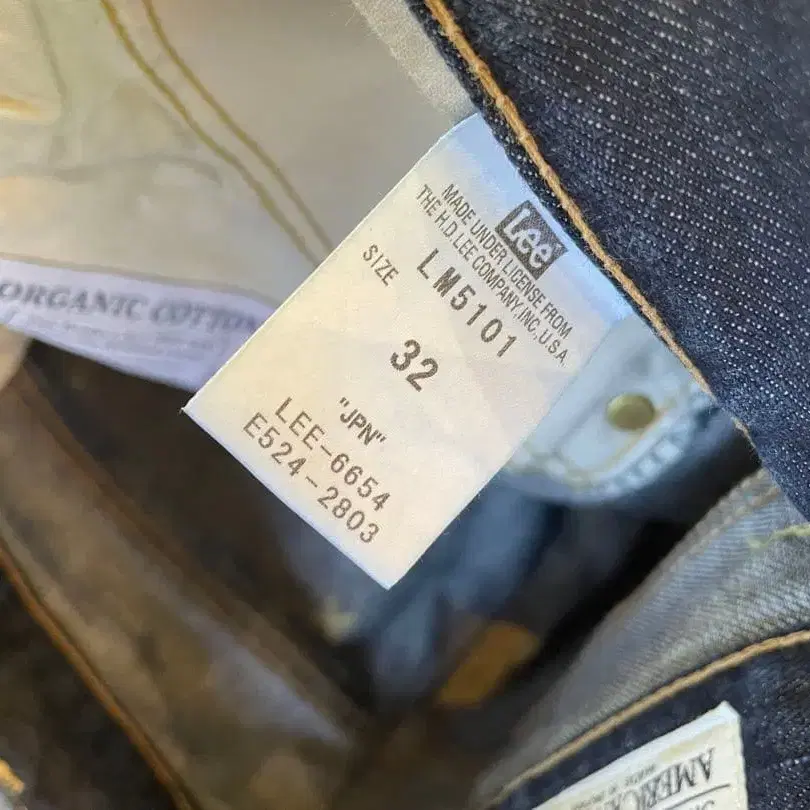 Lee
MADE UNDER LICENSE FROM
THE H.D. LEE COMPANY, INC., U.S.A.
LM5101
SIZE
32
"JPN"
LEE-6654
E524-2803
ORGANIC COTTON